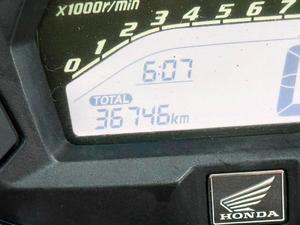 x1000r/min
0 1 2 3 4 5 6 7
6:07
TOTAL
36746km
HONDA